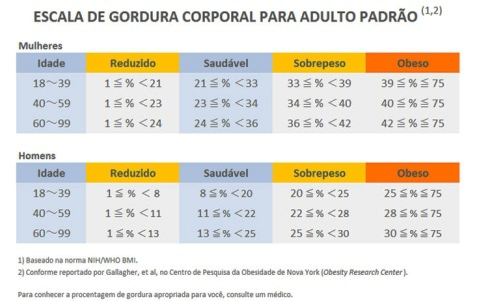 ESCALA DE GORDURA CORPORAL PARA ADULTO PADRÃO (1,2)
Mulheres
Idade Reduzido Saudável Sobrepeso Obeso
18~39 1 ≦ % <21 21 ≦ % <33 33 ≦ % <39 39 ≦ % ≦ 75
40~59 1 ≦ % <23 23 ≦ % <34 34 ≦ % <40 40 ≦ % ≦ 75
60~99 1 ≦ % <24 24 ≦ % <36 36 ≦ % <42 42 ≦ % ≦ 75
Homens
Idade Reduzido Saudável Sobrepeso Obeso
18~39 1 ≦ % < 8 8 ≦ % <20 20 ≦ % <25 25 ≦ % ≦ 75
40~59 1 ≦ % <11 11 ≦ % <22 22 ≦ % <28 28 ≦ % ≦ 75
60~99 1 ≦ % <13 13 ≦ % <25 25 ≦ % <30 30 ≦ % ≦ 75
1) Baseado na norma NIH/WHO BMI.
2) Conforme reportado por Gallagher, et al, no Centro de Pesquisa da Obesidade de Nova York (Obesity Research Center).
Para conhecer a procentagem de gordura apropriada para você, consulte um médico.